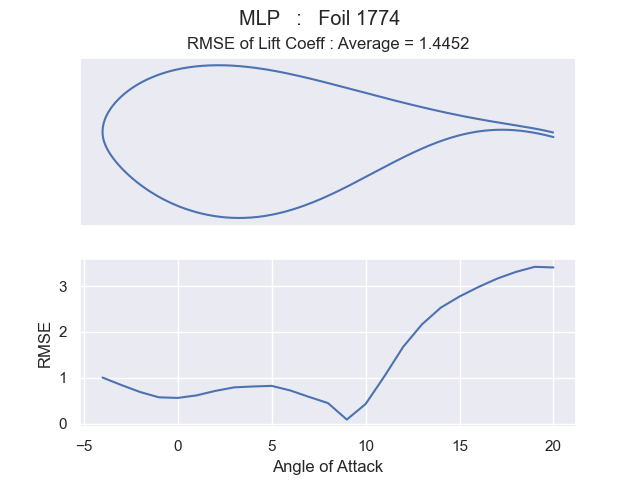 MLP : Foil 1774
RMSE of Lift Coeff : Average = 1.4452
3
2
1
0
RMSE
−5 0 5 10 15 20
Angle of Attack